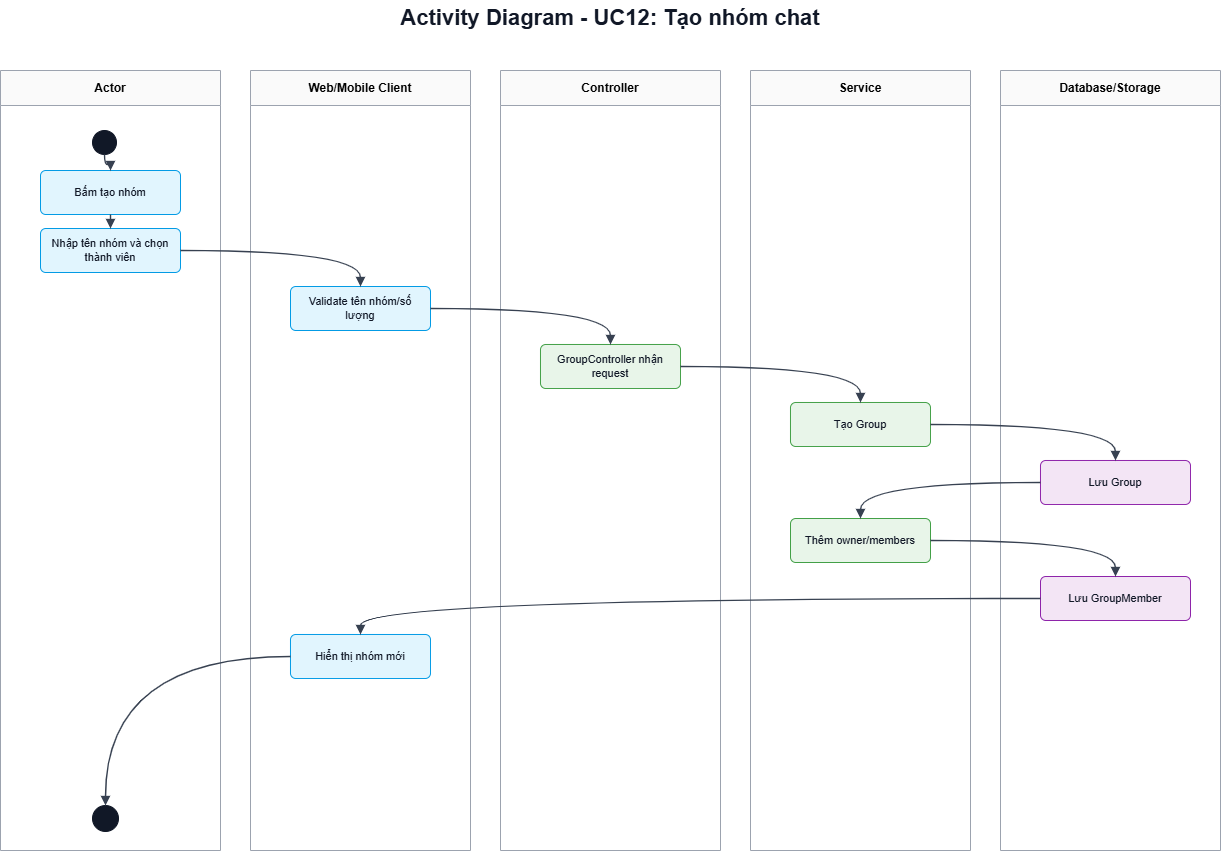 Activity Diagram - UC12: Tạo nhóm chat
Actor
Web/Mobile Client
Controller
Service
Database/Storage
Bấm tạo nhóm
Nhập tên nhóm và chọn
thành viên
Validate tên nhóm/số
lượng
GroupController nhận
request
Tạo Group
Lưu Group
Thêm owner/members
Lưu GroupMember
Hiển thị nhóm mới